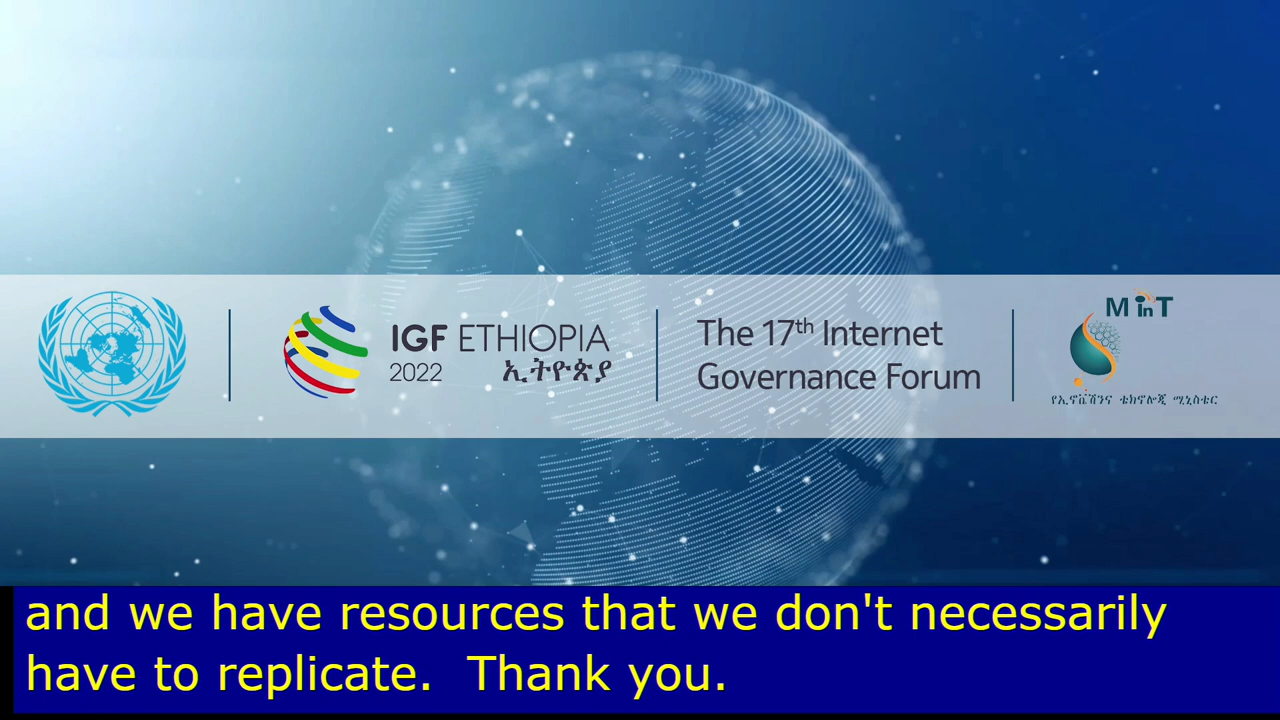 IGF ETHIOPIA
2022 ኢትዮጵያ
The 17th Internet
Governance Forum
MinT
የኢኖቬሽንና ቴክኖሎጂ ሚኒስቴር
and we have resources that we don't necessarily
have to replicate.  Thank you.